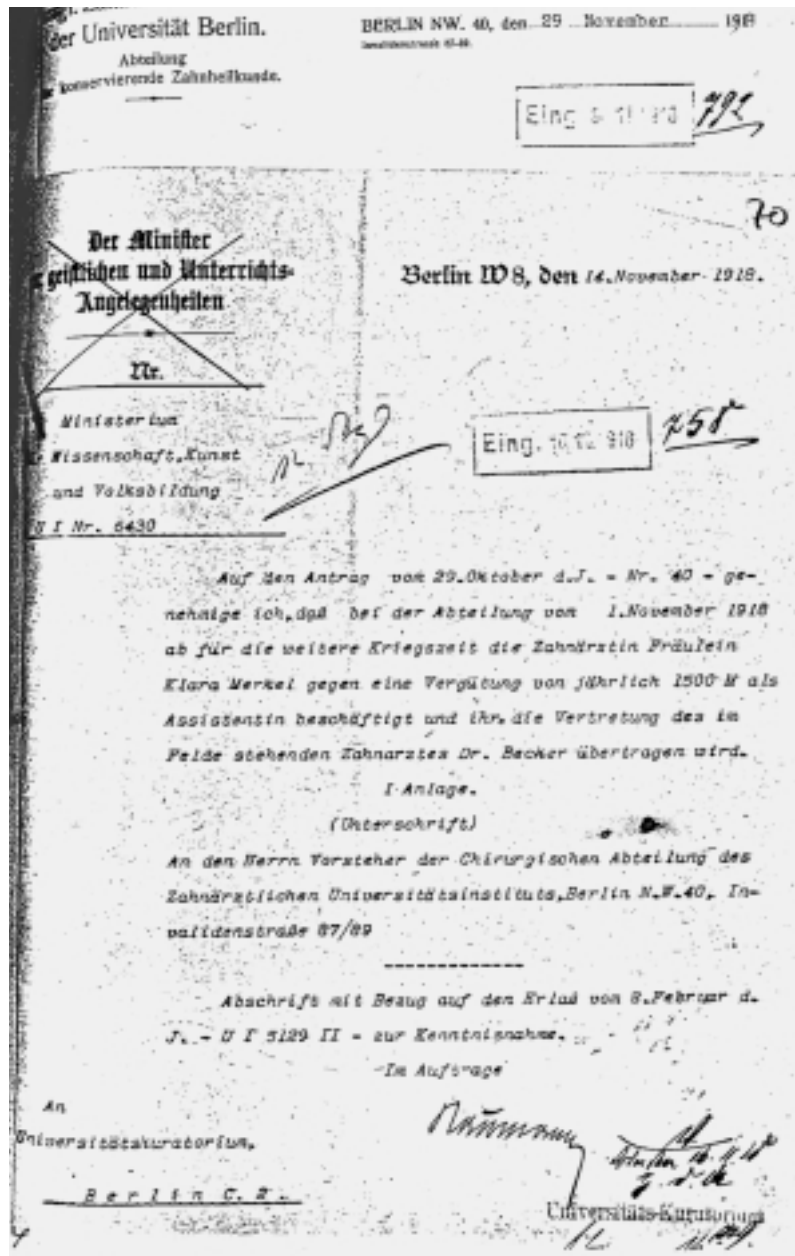 der Universität Berlin.
Abteilung
konservierende Zahnheilkunde.
BERLIN NW. 40, den 29 November 1918
Eing
792
70
Der Minister
geistlichen und Unterrichts-
Angelegenheiten
Nr.
Berlin W 8, den 14.November 1918.
Ministerium
Wissenschaft,Kunst
und Volksbildung
U I Nr. 6430
Eing. 918
758
Auf den Antrag vom 29.Oktober d.J. - Nr. 40 - ge-
nehmige ich,daß bei der Abteilung vom 1.November 1918
ab für die weitere Kriegszeit die Zahnärztin Fräulein
Klara Merkel gegen eine Vergütung von jährlich 1500 M als
Assistentin beschäftigt und ihr die Vertretung des im
Felde stehenden Zahnarztes Dr. Becker übertragen wird.
I Anlage.
(Unterschrift)
An den Herrn Vorsteher der Chirurgischen Abteilung des
Zahnärztlichen Universitätsinstituts,Berlin N.W.40, In-
validenstraße 87/89
Abschrift mit Bezug auf den Erlaß von 8.Februar d.
J. - U I 5129 II - zur Kenntnisnahme.
Im Auftrage
Naumann
An
Universitätskuratorium,
Berlin C. 2.
Universitäts-Kuratorium